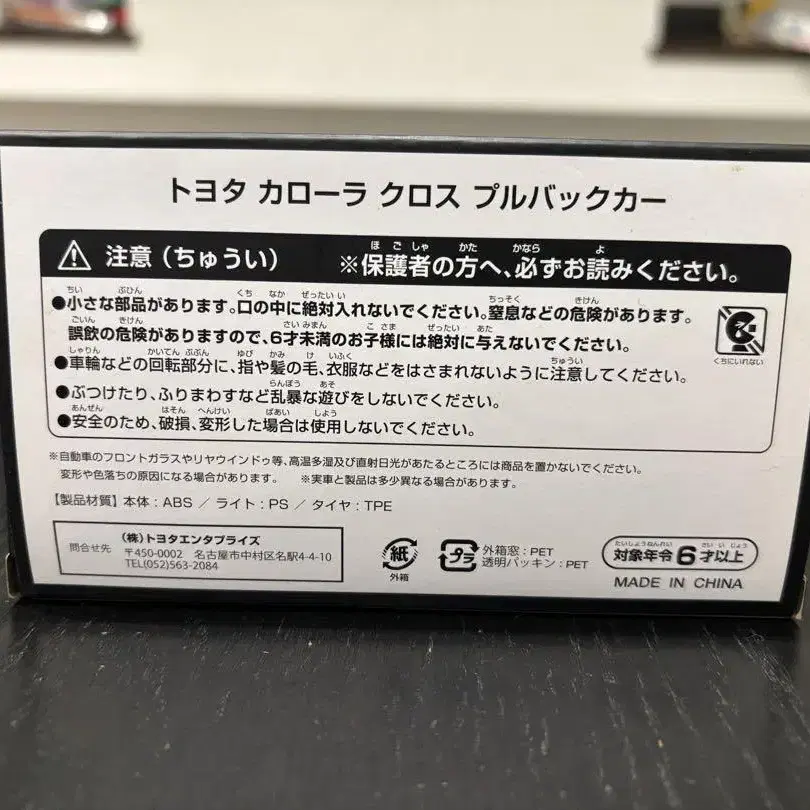 トヨタ カローラ クロス プルバックカー
注意（ちゅうい） ※保護者の方へ、必ずお読みください。
●小さな部品があります。口の中に絶対入れないでください。窒息などの危険があります。
誤飲の危険がありますので、6才未満のお子様には絶対に与えないでください。
●車輪などの回転部分に、指や髪の毛、衣服などをはさまれないように注意してください。
●ぶつけたり、ふりまわすなど乱暴な遊びをしないでください。
●安全のため、破損、変形した場合は使用しないでください。
くちにいれない
※自動車のフロントガラスやリヤウインドゥ等、高温多湿及び直射日光があたるところには商品を置かないでください。
変形や色落ちの原因になる場合があります。 ※実車と製品は多少異なる場合があります。
【製品材質】本体：ABS ／ ライト：PS ／ タイヤ：TPE
問合せ先
（株）トヨタエンタプライズ
〒450-0002 名古屋市中村区名駅4-4-10
TEL(052)563-2084
紙
外箱
プラ
外箱窓：PET
透明パッキン：PET
対象年令6才以上
MADE IN CHINA